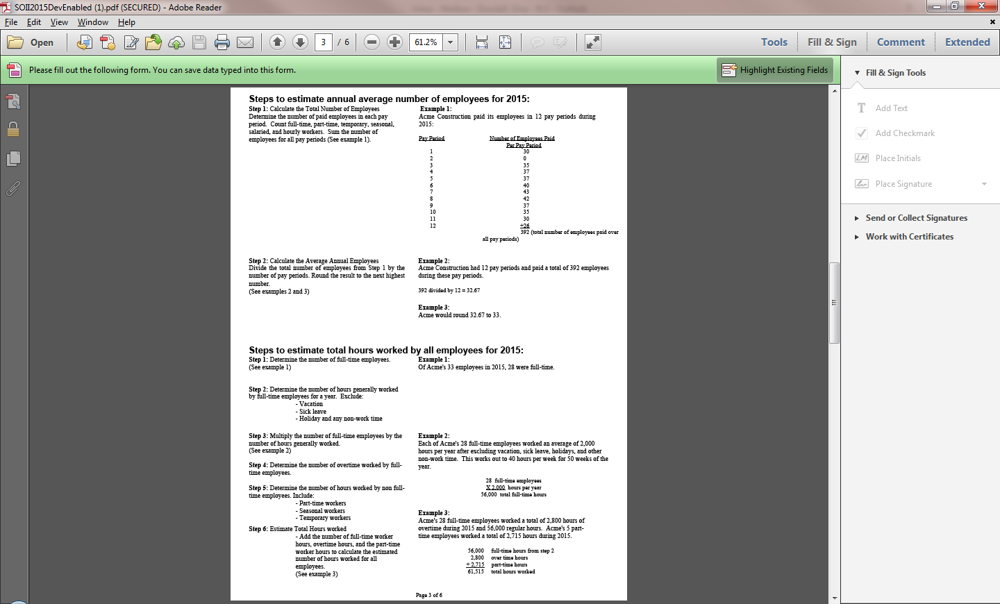 SOII2015DevEnabled (1).pdf (SECURED) - Adobe Reader
File Edit View Window Help
Open 3 / 6 61.2% Tools Fill & Sign Comment Extended
Please fill out the following form. You can save data typed into this form.
Highlight Existing Fields
Fill & Sign Tools
Add Text
Add Checkmark
Place Initials
Place Signature
Send or Collect Signatures
Work with Certificates
Steps to estimate annual average number of employees for 2015:
Step 1: Calculate the Total Number of Employees
Determine the number of paid employees in each pay
period. Count full-time, part-time, temporary, seasonal,
salaried, and hourly workers. Sum the number of
employees for all pay periods (See example 1).
Example 1:
Acme Construction paid its employees in 12 pay periods during
2015:
Pay Period Number of Employees Paid
Per Pay Period
1 30
2 0
3 35
4 37
5 37
6 40
7 43
8 42
9 37
10 35
11 30
12 +26
392 (total number of employees paid over
all pay periods)
Step 2: Calculate the Average Annual Employees
Divide the total number of employees from Step 1 by the
number of pay periods. Round the result to the next highest
number.
(See examples 2 and 3)
Example 2:
Acme Construction had 12 pay periods and paid a total of 392 employees
during these pay periods.
392 divided by 12 = 32.67
Example 3:
Acme would round 32.67 to 33.
Steps to estimate total hours worked by all employees for 2015:
Step 1: Determine the number of full-time employees.
(See example 1)
Example 1:
Of Acme's 33 employees in 2015, 28 were full-time.
Step 2: Determine the number of hours generally worked
by full-time employees for a year. Exclude:
- Vacation
- Sick leave
- Holiday and any non-work time
Step 3: Multiply the number of full-time employees by the
number of hours generally worked.
(See example 2)
Step 4: Determine the number of overtime worked by full-
time employees.
Step 5: Determine the number of hours worked by non full-
time employees. Include:
- Part-time workers
- Seasonal workers
- Temporary workers
Step 6: Estimate Total Hours worked
- Add the number of full-time worker
hours, overtime hours, and the part-time
worker hours to calculate the estimated
number of hours worked for all
employees.
(See example 3)
Example 2:
Each of Acme's 28 full-time employees worked an average of 2,000
hours per year after excluding vacation, sick leave, holidays, and other
non-work time. This works out to 40 hours per week for 50 weeks of the
year.
28 full-time employees
X 2,000 hours per year
56,000 total full-time hours
Example 3:
Acme's 28 full-time employees worked a total of 2,800 hours of
overtime during 2015 and 56,000 regular hours. Acme's 5 part-
time employees worked a total of 2,715 hours during 2015.
56,000 full-time hours from step 2
2,800 over time hours
+ 2,715 part-time hours
61,515 total hours worked
Page 3 of 6